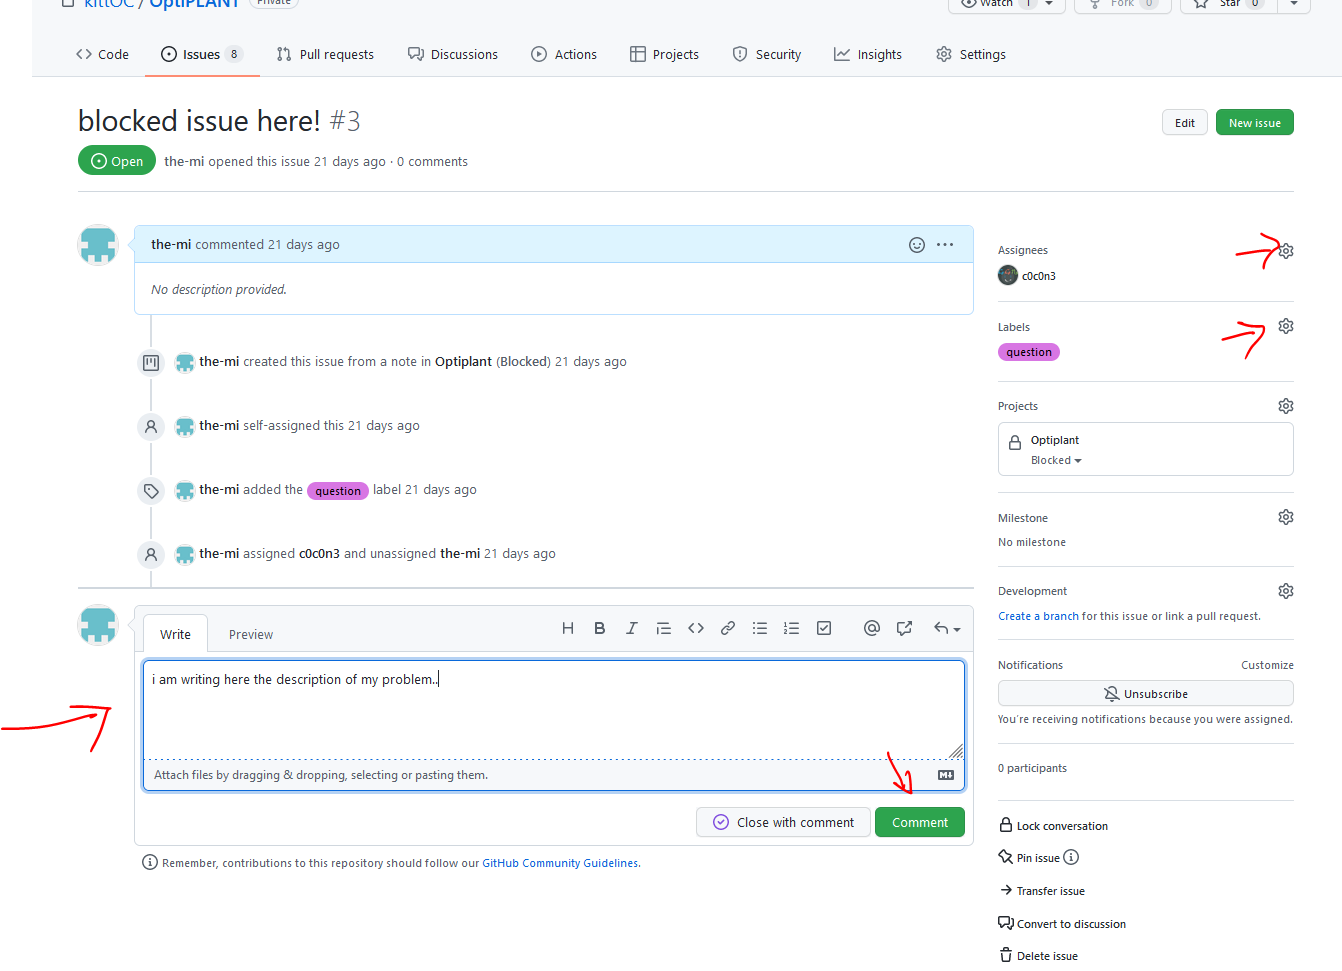 kittOC / OptiPLANT Private
Watch 1 Fork 0 Star 0
Code Issues 8 Pull requests Discussions Actions Projects Security Insights Settings
blocked issue here! #3
Edit New issue
Open the-mi opened this issue 21 days ago · 0 comments
the-mi commented 21 days ago
No description provided.
the-mi created this issue from a note in Optiplant (Blocked) 21 days ago
the-mi self-assigned this 21 days ago
the-mi added the question label 21 days ago
the-mi assigned c0c0n3 and unassigned the-mi 21 days ago
Write Preview
i am writing here the description of my problem..
Attach files by dragging & dropping, selecting or pasting them.
Close with comment Comment
Remember, contributions to this repository should follow our GitHub Community Guidelines.
Assignees
c0c0n3
Labels
question
Projects
Optiplant
Blocked
Milestone
No milestone
Development
Create a branch for this issue or link a pull request.
Notifications Customize
Unsubscribe
You're receiving notifications because you were assigned.
0 participants
Lock conversation
Pin issue
Transfer issue
Convert to discussion
Delete issue